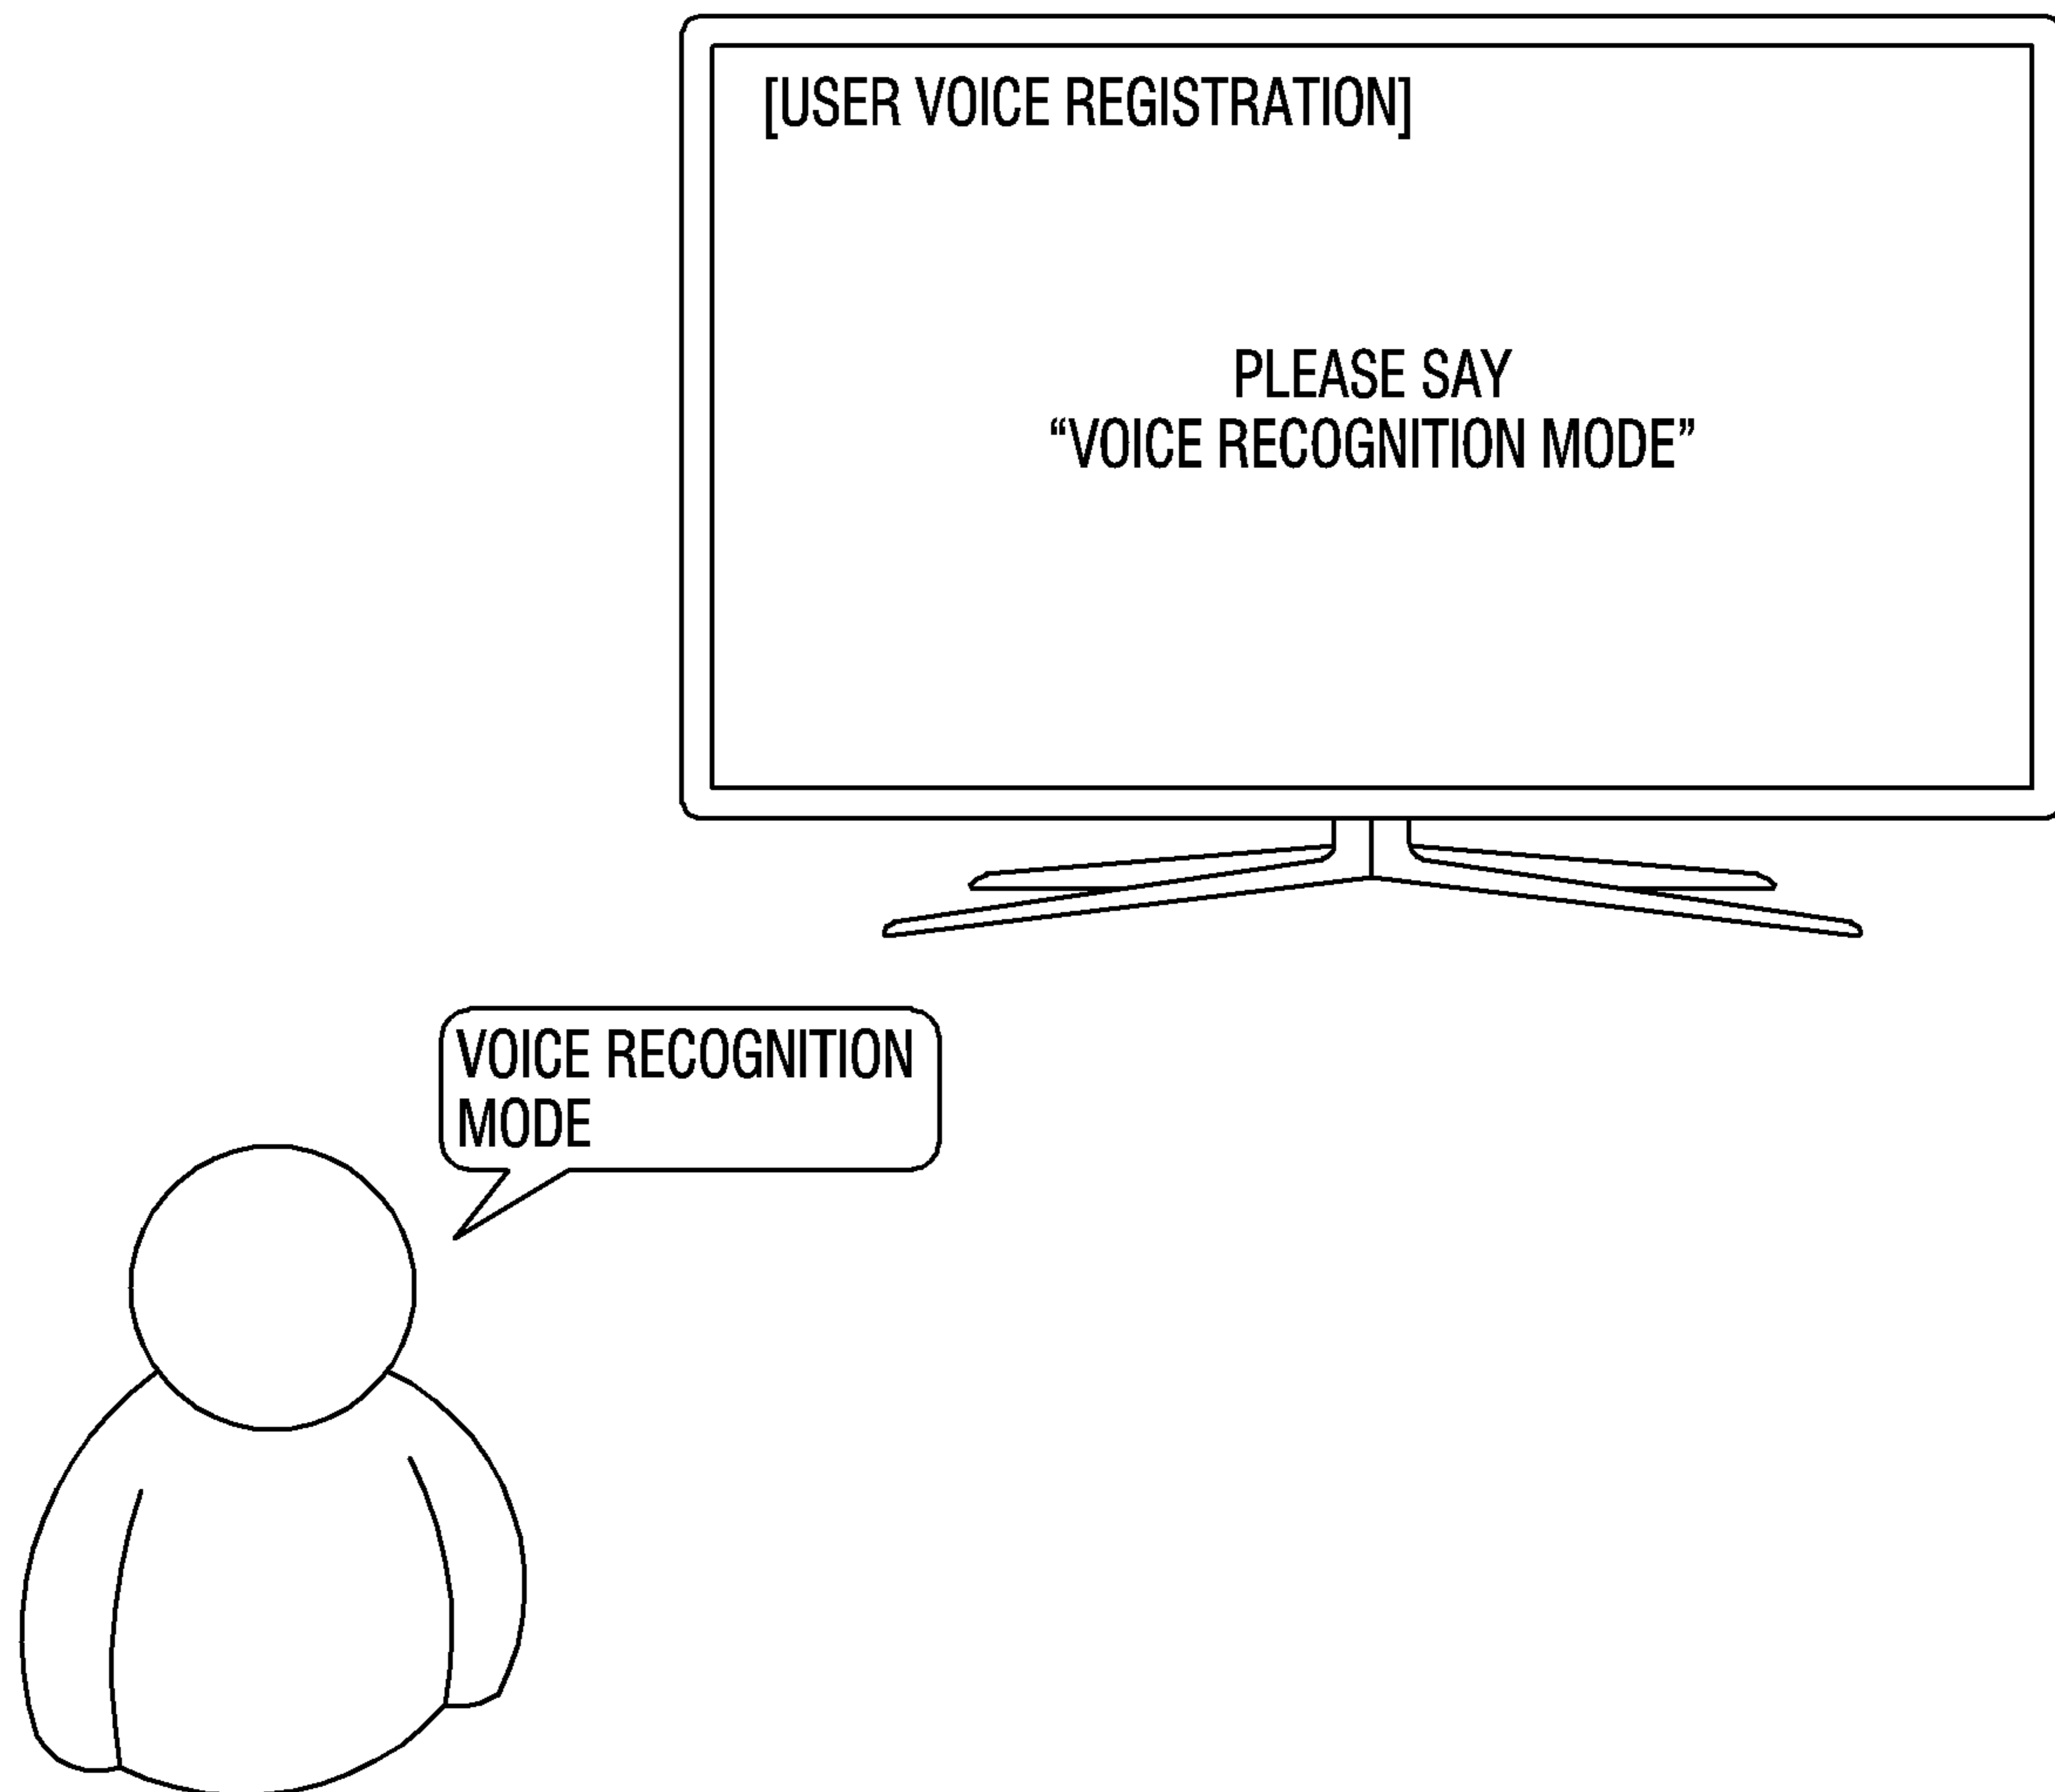 [USER VOICE REGISTRATION]
PLEASE SAY
“VOICE RECOGNITION MODE”
VOICE RECOGNITION
MODE